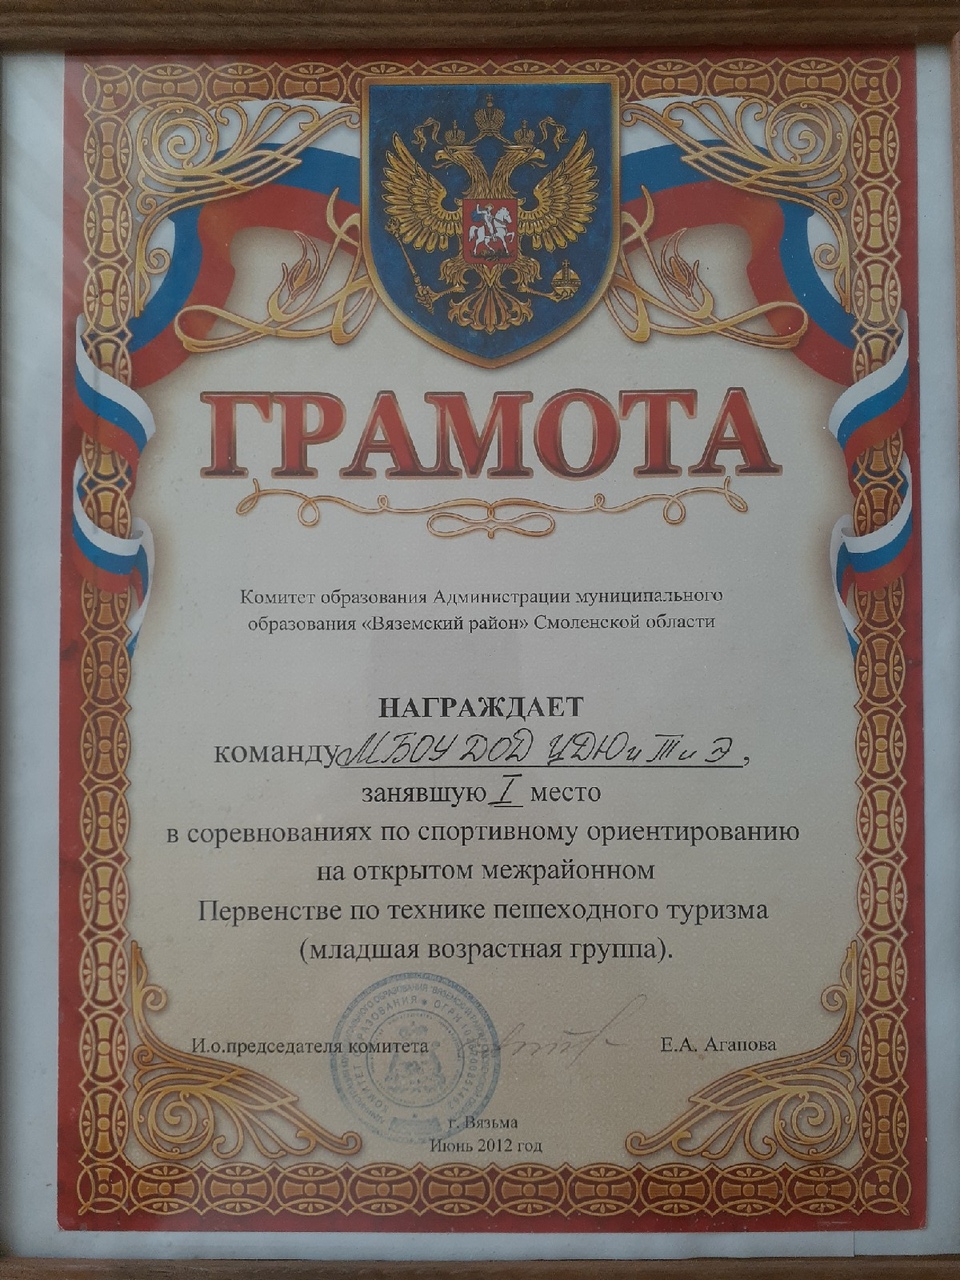 ГРАМОТА
Комитет образования Администрации муниципального
образования «Вяземский район» Смоленской области
НАГРАЖДАЕТ
команду МБОУ ДОД ЦДЮиТиЭ,
занявшую I место
в соревнованиях по спортивному ориентированию
на открытом межрайонном
Первенстве по технике пешеходного туризма
(младшая возрастная группа).
И.о.председателя комитета Е.А. Агапова
г. Вязьма
Июнь 2012 год